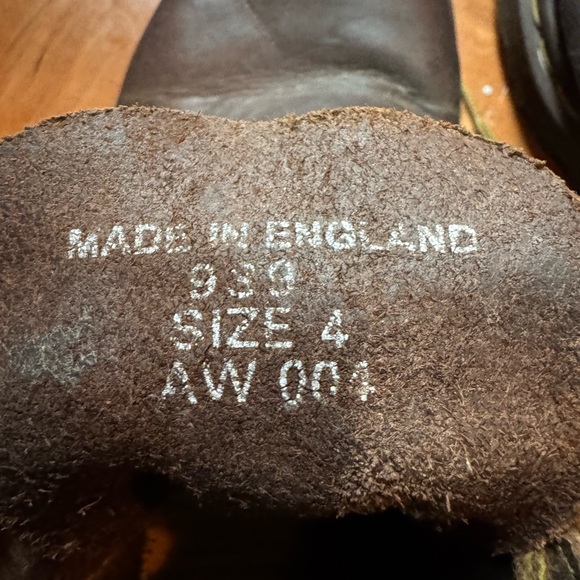 MADE IN ENGLAND
939
SIZE 4
AW 004